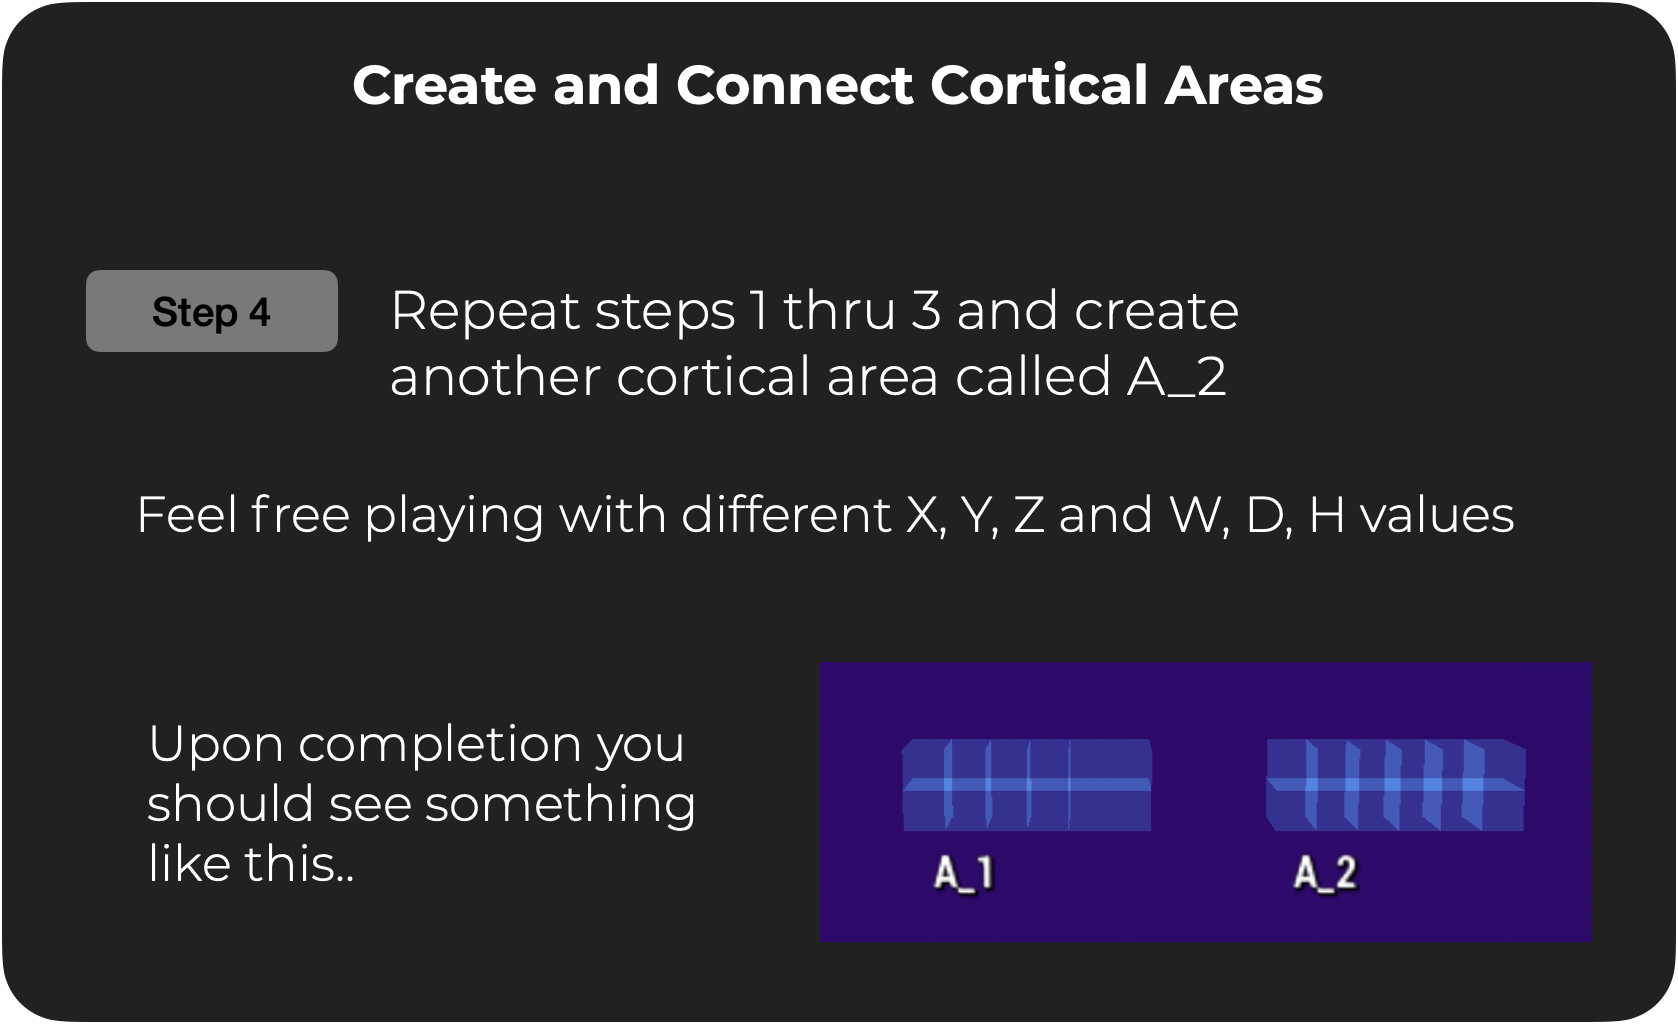 Create and Connect Cortical Areas
Step 4
Repeat steps 1 thru 3 and create
another cortical area called A_2
Feel free playing with different X, Y, Z and W, D, H values
Upon completion you
should see something
like this..
A_1
A_2